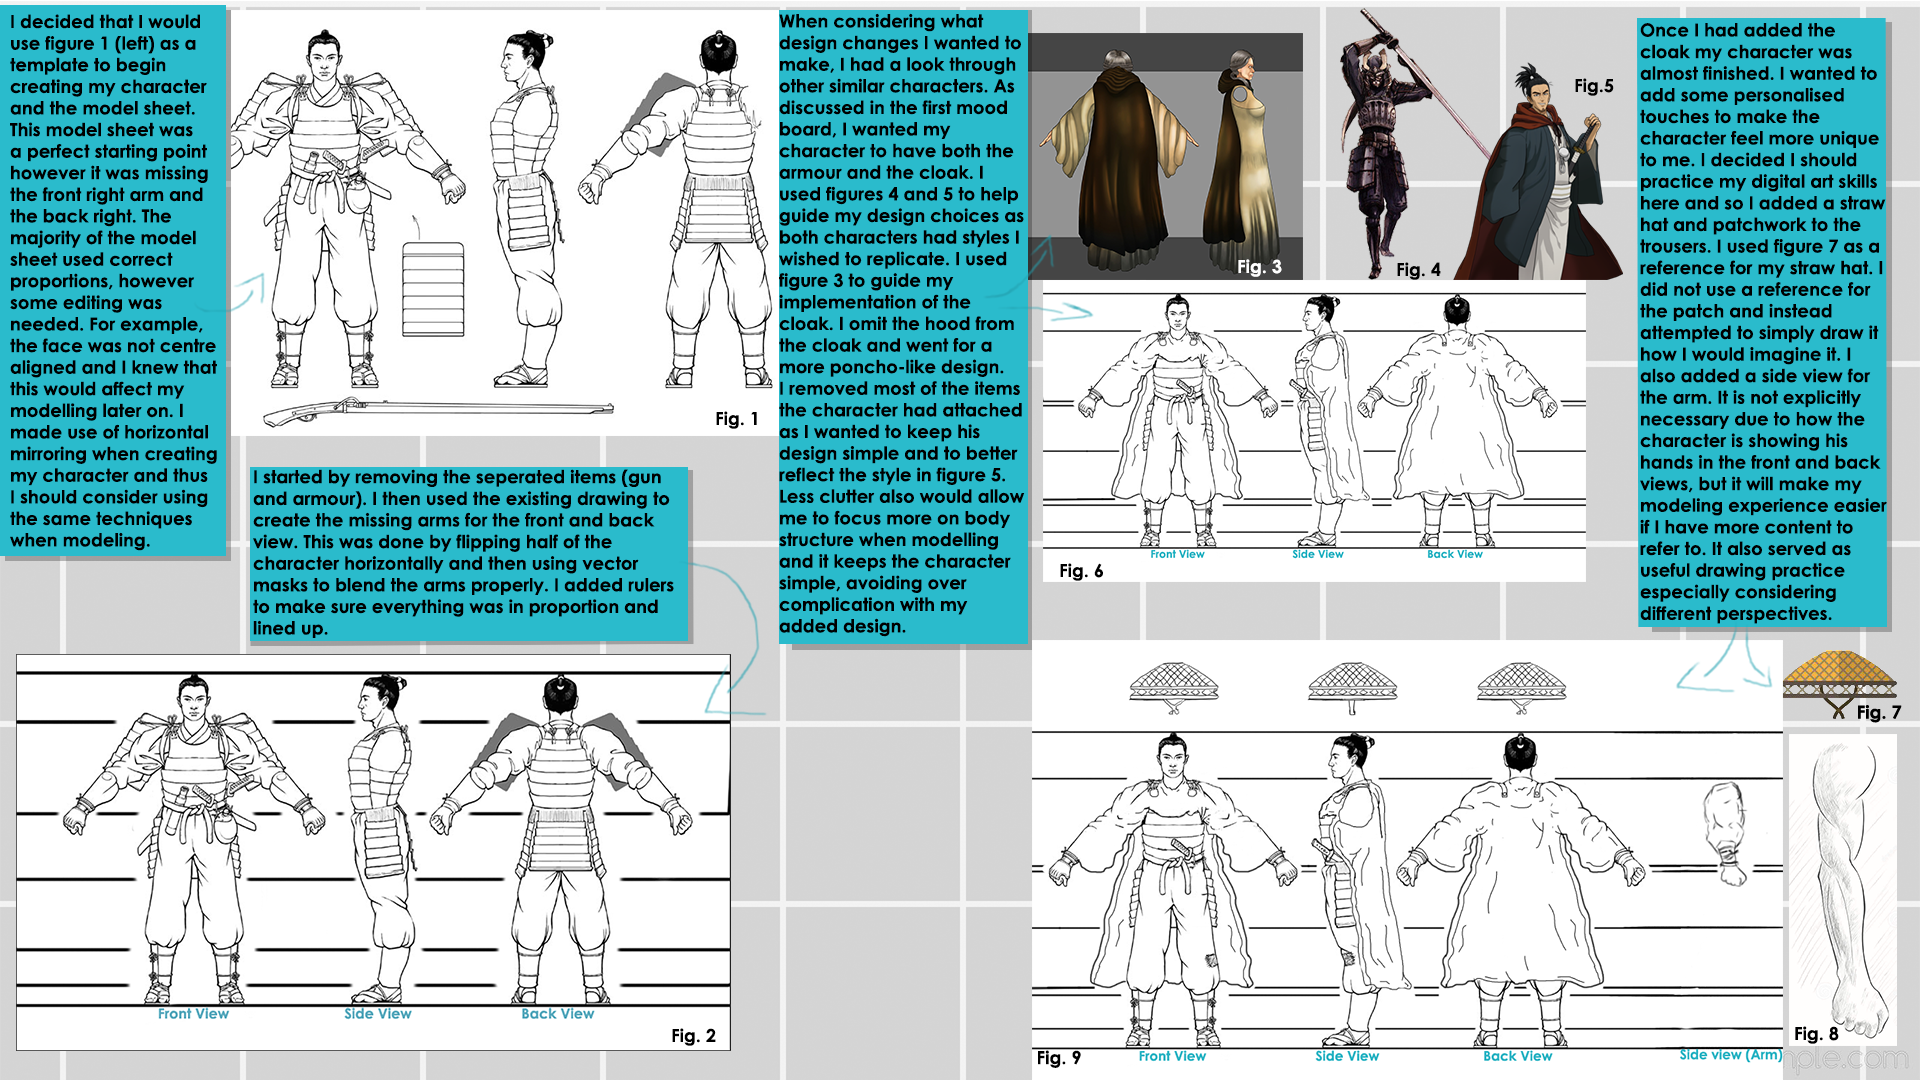 I decided that I would
use figure 1 (left) as a
template to begin
creating my character
and the model sheet.
This model sheet was
a perfect starting point
however it was missing
the front right arm and
the back right. The
majority of the model
sheet used correct
proportions, however
some editing was
needed. For example,
the face was not centre
aligned and I knew that
this would affect my
modelling later on. I
made use of horizontal
mirroring when creating
my character and thus
I should consider using
the same techniques
when modeling.
Fig. 1
I started by removing the seperated items (gun
and armour). I then used the existing drawing to
create the missing arms for the front and back
view. This was done by flipping half of the
character horizontally and then using vector
masks to blend the arms properly. I added rulers
to make sure everything was in proportion and
lined up.
Front View
Side View
Back View
Fig. 2
When considering what
design changes I wanted to
make, I had a look through
other similar characters. As
discussed in the first mood
board, I wanted my
character to have both the
armour and the cloak. I
used figures 4 and 5 to help
guide my design choices as
both characters had styles I
wished to replicate. I used
figure 3 to guide my
implementation of the
cloak. I omit the hood from
the cloak and went for a
more poncho-like design.
I removed most of the items
the character had attached
as I wanted to keep his
design simple and to better
reflect the style in figure 5.
Less clutter also would allow
me to focus more on body
structure when modelling
and it keeps the character
simple, avoiding over
complication with my
added design.
Fig. 3
Fig. 4
Fig.5
Front View
Side View
Back View
Fig. 6
Once I had added the
cloak my character was
almost finished. I wanted to
add some personalised
touches to make the
character feel more unique
to me. I decided I should
practice my digital art skills
here and so I added a straw
hat and patchwork to the
trousers. I used figure 7 as a
reference for my straw hat. I
did not use a reference for
the patch and instead
attempted to simply draw it
how I would imagine it. I
also added a side view for
the arm. It is not explicitly
necessary due to how the
character is showing his
hands in the front and back
views, but it will make my
modeling experience easier
if I have more content to
refer to. It also served as
useful drawing practice
especially considering
different perspectives.
Fig. 7
Fig. 8
Fig. 9
Front View
Side View
Back View
Side view (Arm)